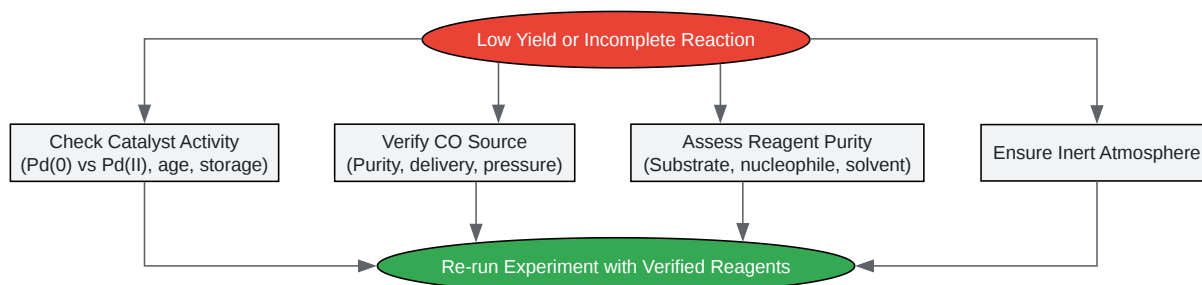 Low Yield or Incomplete Reaction
Check Catalyst Activity
(Pd(0) vs Pd(II), age, storage)
Verify CO Source
(Purity, delivery, pressure)
Assess Reagent Purity
(Substrate, nucleophile, solvent)
Ensure Inert Atmosphere
Re-run Experiment with Verified Reagents